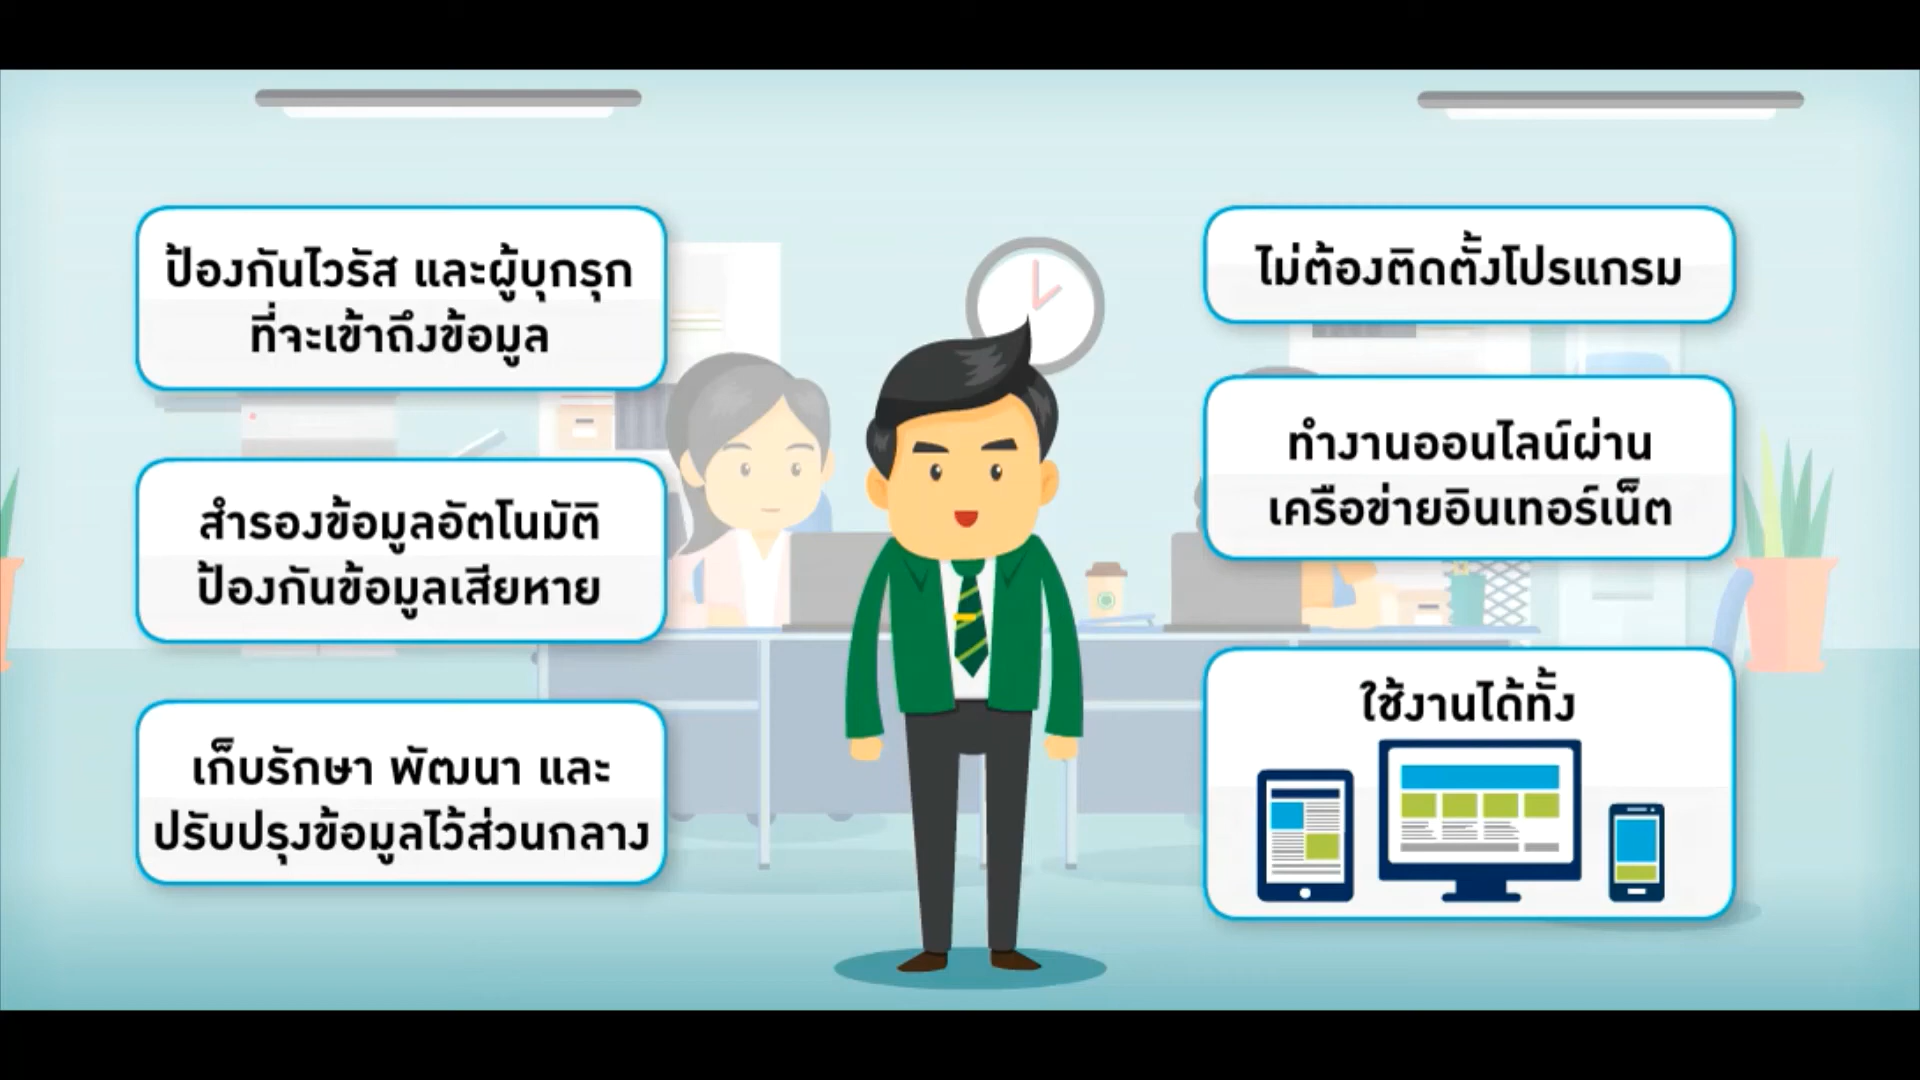 ป้องกันไวรัส และผู้บุกรุก
ที่จะเข้าถึงข้อมูล
สำรองข้อมูลอัตโนมัติ
ป้องกันข้อมูลเสียหาย
เก็บรักษา พัฒนา และ
ปรับปรุงข้อมูลไว้ส่วนกลาง
ไม่ต้องติดตั้งโปรแกรม
ทำงานออนไลน์ผ่าน
เครือข่ายอินเทอร์เน็ต
ใช้งานได้ทั้ง